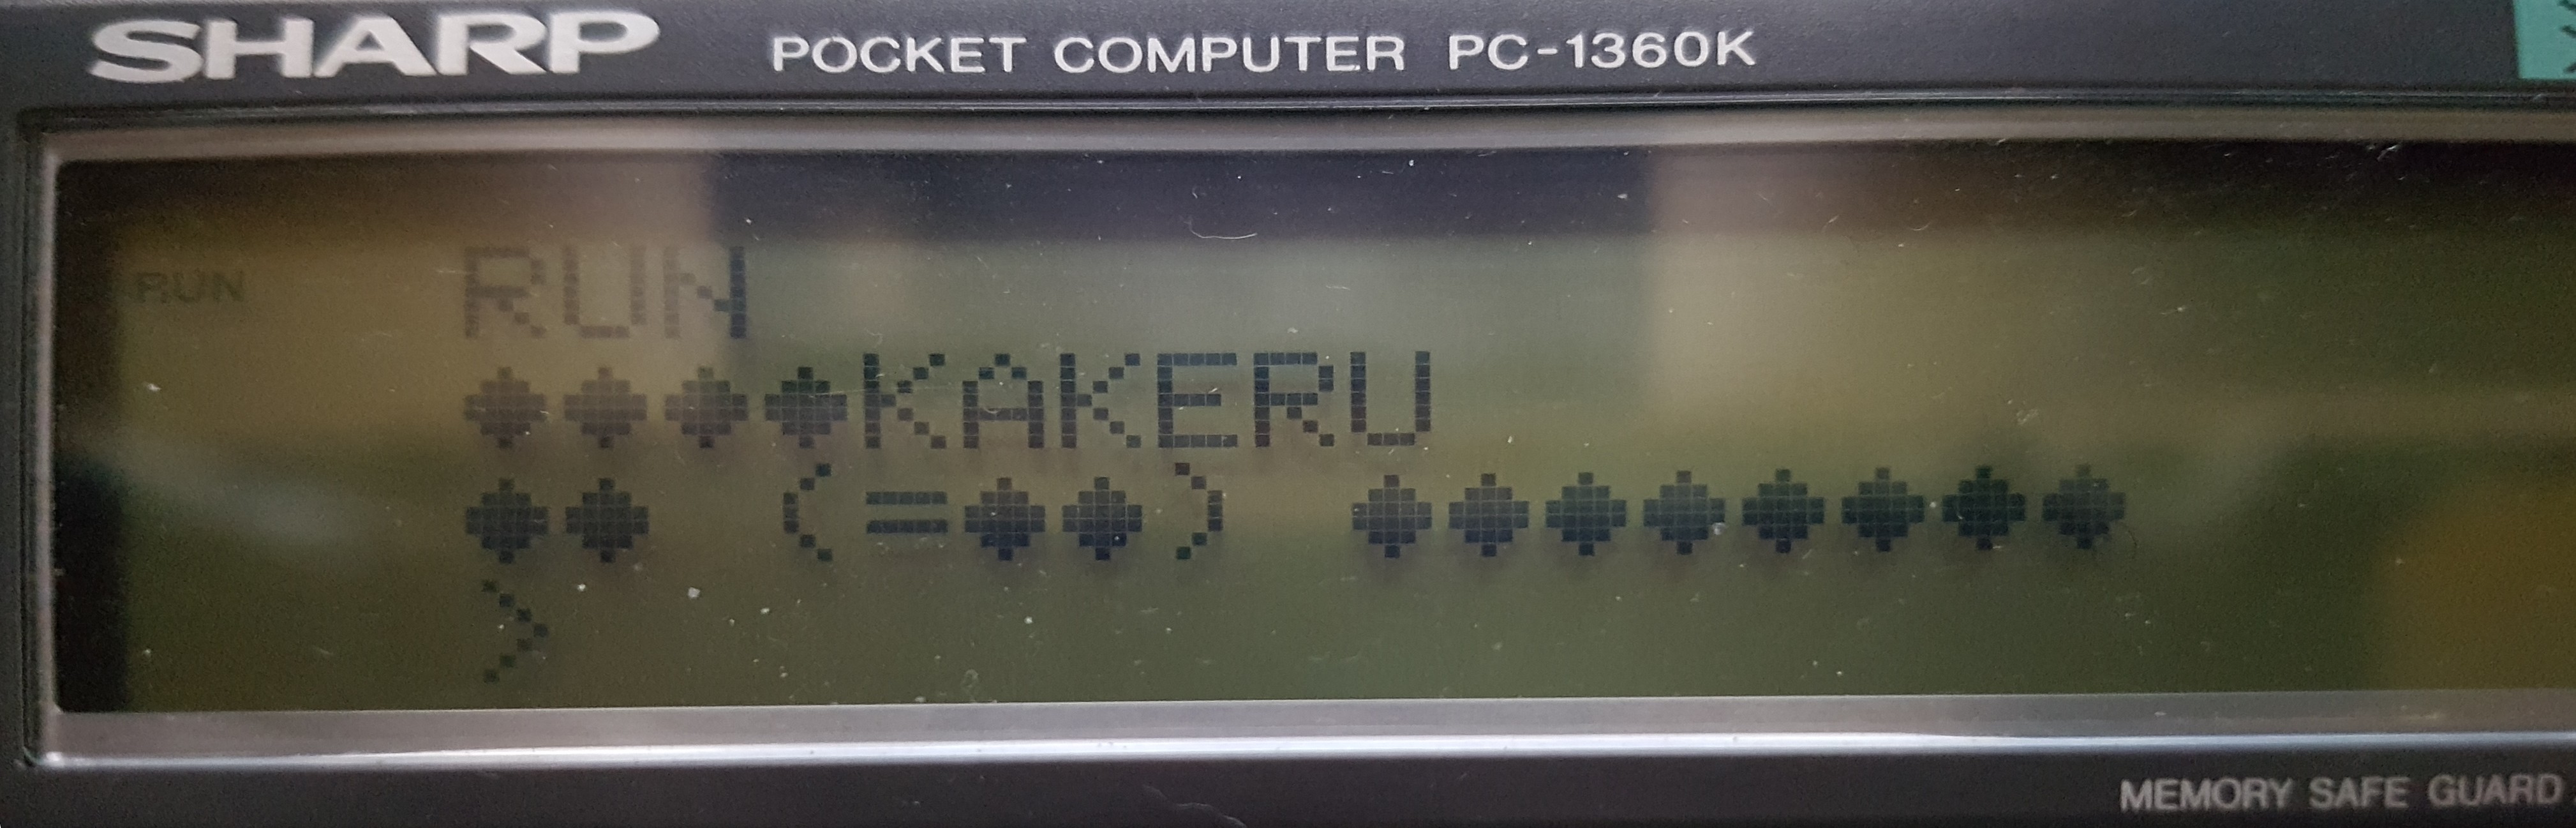 SHARP POCKET COMPUTER PC-1360K
RUN
RUN
♦♦♦♦KAKERU
♦♦ (=♦♦) ♦♦♦♦♦♦♦♦
>
MEMORY SAFE GUARD